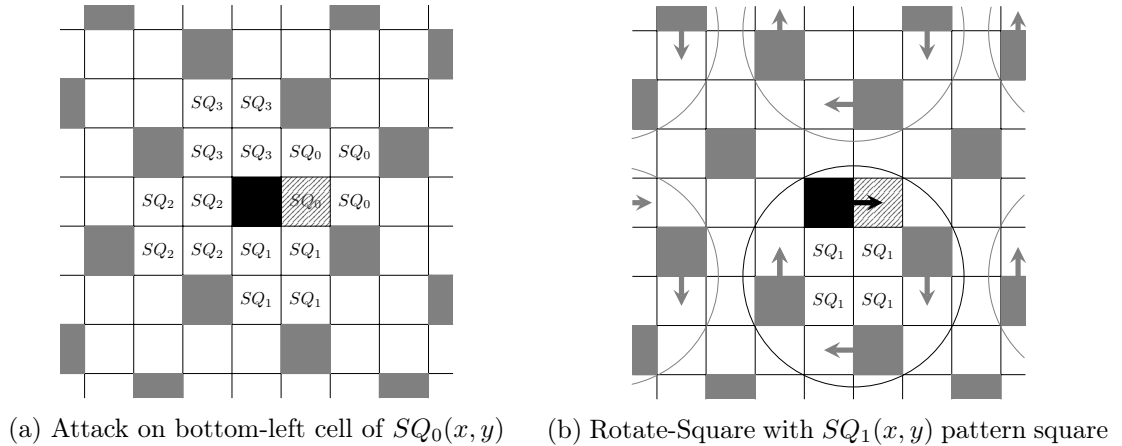 SQ₃ SQ₃
SQ₃ SQ₃ SQ₀ SQ₀
SQ₂ SQ₂ SQ₀ SQ₀
SQ₂ SQ₂ SQ₁ SQ₁
SQ₁ SQ₁
(a) Attack on bottom-left cell of SQ₀(x, y)
SQ₁ SQ₁
SQ₁ SQ₁
(b) Rotate-Square with SQ₁(x, y) pattern square